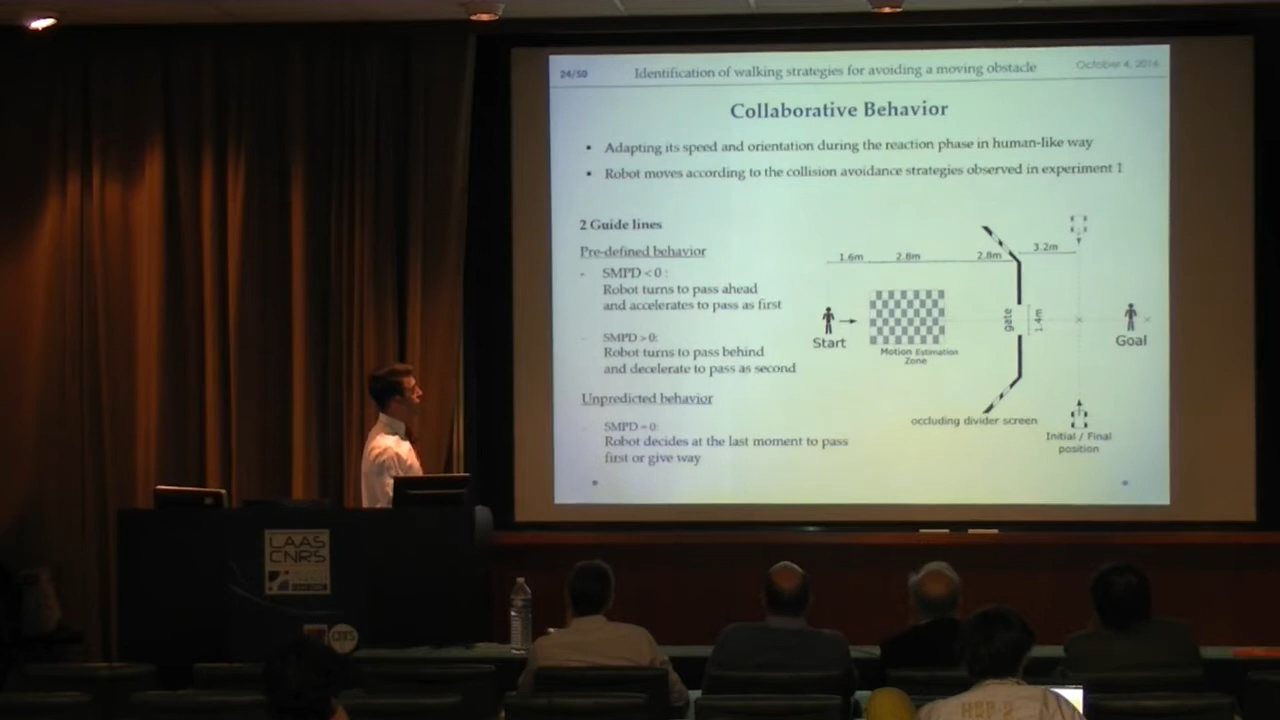 24/50
Identification of walking strategies for avoiding a moving obstacle
October 4, 2016
Collaborative Behavior
▪ Adapting its speed and orientation during the reaction phase in human-like way
▪ Robot moves according to the collision avoidance strategies observed in experiment 1
2 Guide lines
Pre-defined behavior
- SMPD < 0 :
Robot turns to pass ahead
and accelerates to pass as first
- SMPD > 0:
Robot turns to pass behind
and decelerate to pass as second
Unpredicted behavior
SMPD = 0:
Robot decides at the last moment to pass
first or give way
1.6m 2.8m 2.8m 3.2m
gate
1.4m
Start
Goal
Motion Estimation
Zone
occluding divider screen
Initial / Final
position
LAAS
CNRS
CNRS